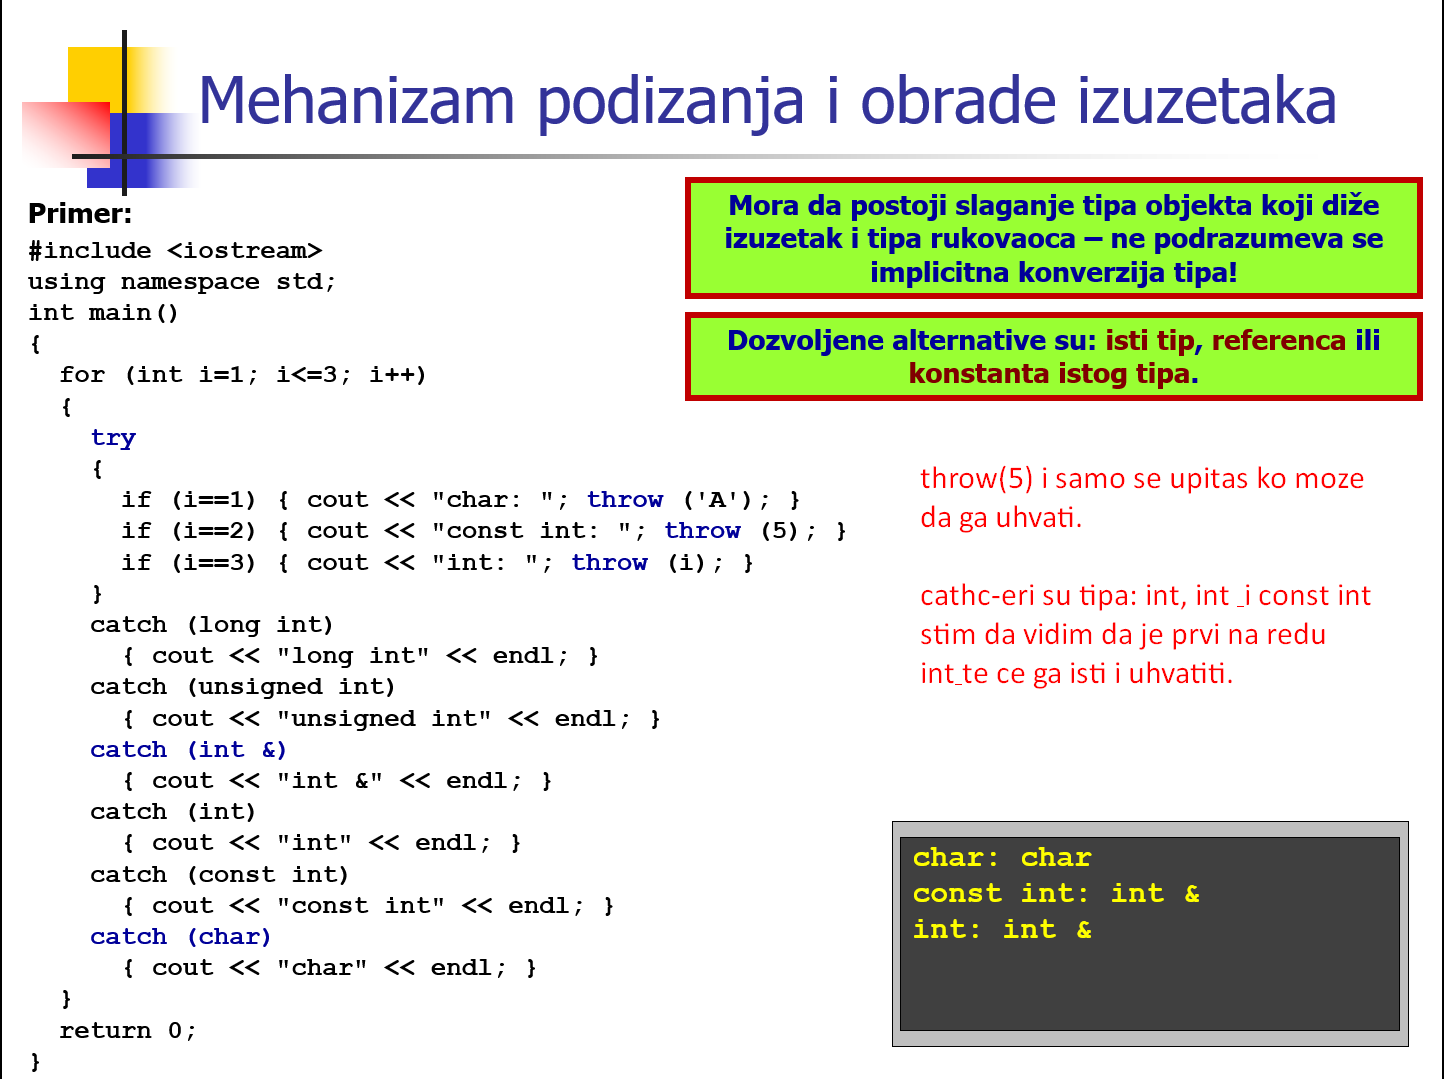 Mehanizam podizanja i obrade izuzetaka
Primer:
#include <iostream>
using namespace std;
int main()
{
  for (int i=1; i<=3; i++)
  {
    try
    {
      if (i==1) { cout << "char: "; throw ('A'); }
      if (i==2) { cout << "const int: "; throw (5); }
      if (i==3) { cout << "int: "; throw (i); }
    }
    catch (long int)
      { cout << "long int" << endl; }
    catch (unsigned int)
      { cout << "unsigned int" << endl; }
    catch (int &)
      { cout << "int &" << endl; }
    catch (int)
      { cout << "int" << endl; }
    catch (const int)
      { cout << "const int" << endl; }
    catch (char)
      { cout << "char" << endl; }
  }
  return 0;
}
Mora da postoji slaganje tipa objekta koji diže
izuzetak i tipa rukovaoca – ne podrazumeva se
implicitna konverzija tipa!
Dozvoljene alternative su: isti tip, referenca ili
konstanta istog tipa.
throw(5) i samo se upitas ko moze
da ga uhvati.
cathc-eri su tipa: int, int _i const int
stim da vidim da je prvi na redu
int_te ce ga isti i uhvatiti.
char: char
const int: int &
int: int &